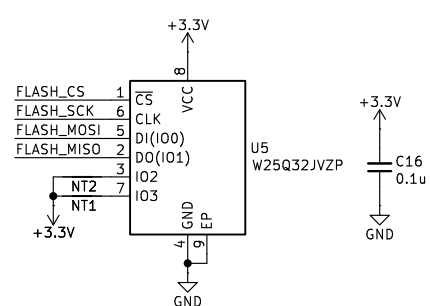 +3.3V
8
VCC
FLASH_CS 1 CS
FLASH_SCK 6 CLK
FLASH_MOSI 5 DI(IO0)
FLASH_MISO 2 DO(IO1)
3 IO2
NT2
7 IO3
NT1
+3.3V
GND EP
4 9
GND
U5
W25Q32JVZP
+3.3V
C16
0.1u
GND